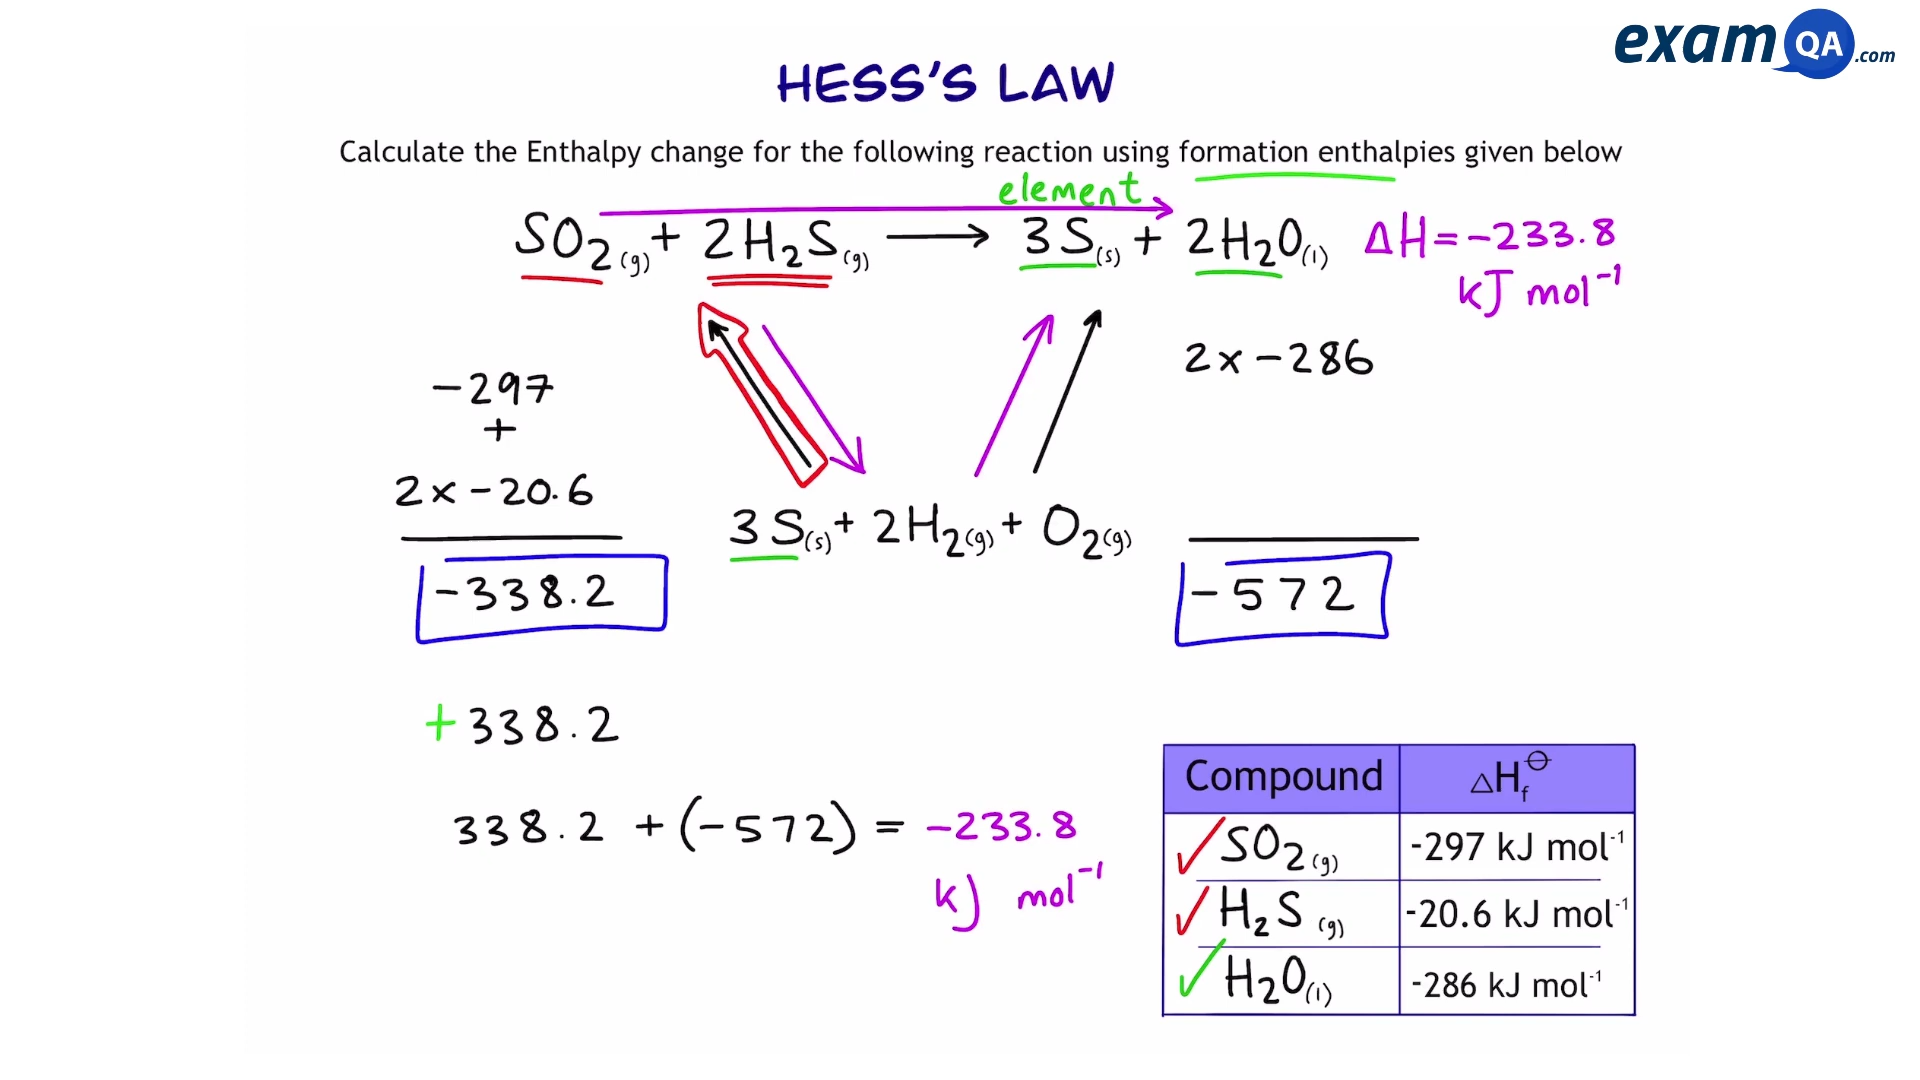 examQA.com
HESS'S LAW
Calculate the Enthalpy change for the following reaction using formation enthalpies given below
element
SO₂(g) + 2H₂S(g) ⟶ 3S(s) + 2H₂O(l) ΔH = -233.8
kJ mol⁻¹
2 x -286
-297
+
2 x -20.6
3S(s) + 2H₂(g) + O₂(g)
-338.2
-572
+338.2
338.2 + (-572) = -233.8
kJ mol⁻¹
Compound △Hf⊖
✓ SO₂(g) -297 kJ mol⁻¹
✓ H₂S(g) -20.6 kJ mol⁻¹
✓ H₂O(l) -286 kJ mol⁻¹